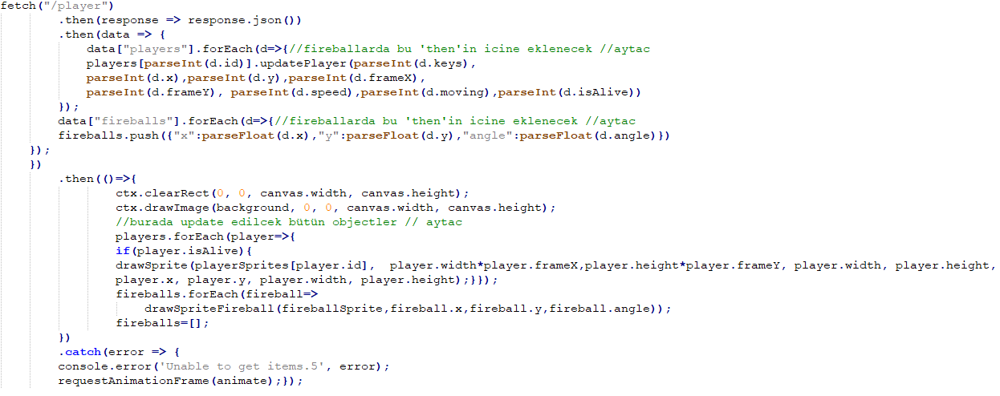 fetch("/player")
.then(response => response.json())
.then(data => {
data["players"].forEach(d=>{//fireballarda bu 'then'in icine eklenecek //aytac
players[parseInt(d.id)].updatePlayer(parseInt(d.keys),
parseInt(d.x),parseInt(d.y),parseInt(d.frameX),
parseInt(d.frameY), parseInt(d.speed),parseInt(d.moving),parseInt(d.isAlive))
});
data["fireballs"].forEach(d=>{//fireballarda bu 'then'in icine eklenecek //aytac
fireballs.push({"x":parseFloat(d.x),"y":parseFloat(d.y),"angle":parseFloat(d.angle)})
});
})
.then(()=>{
ctx.clearRect(0, 0, canvas.width, canvas.height);
ctx.drawImage(background, 0, 0, canvas.width, canvas.height);
//burada update edilcek bütün objectler // aytac
players.forEach(player=>{
if(player.isAlive){
drawSprite(playerSprites[player.id],  player.width*player.frameX,player.height*player.frameY, player.width, player.height,
player.x, player.y, player.width, player.height);}});
fireballs.forEach(fireball=>
drawSpriteFireball(fireballSprite,fireball.x,fireball.y,fireball.angle));
fireballs=[];
})
.catch(error => {
console.error('Unable to get items.5', error);
requestAnimationFrame(animate);});